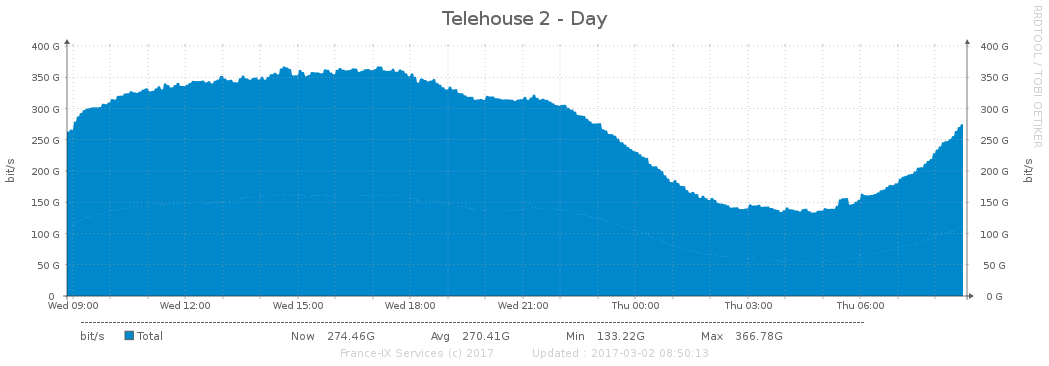 Telehouse 2 - Day
RRDTOOL / TOBI OETIKER
400 G 400 G
350 G 350 G
300 G 300 G
250 G 250 G
200 G 200 G
150 G 150 G
100 G 100 G
50 G 50 G
0 0 G
bit/s bit/s
Wed 09:00 Wed 12:00 Wed 15:00 Wed 18:00 Wed 21:00 Thu 00:00 Thu 03:00 Thu 06:00
bit/s Total Now 274.46G Avg 270.41G Min 133.22G Max 366.78G
France-IX Services (c) 2017 Updated : 2017-03-02 08:50:13